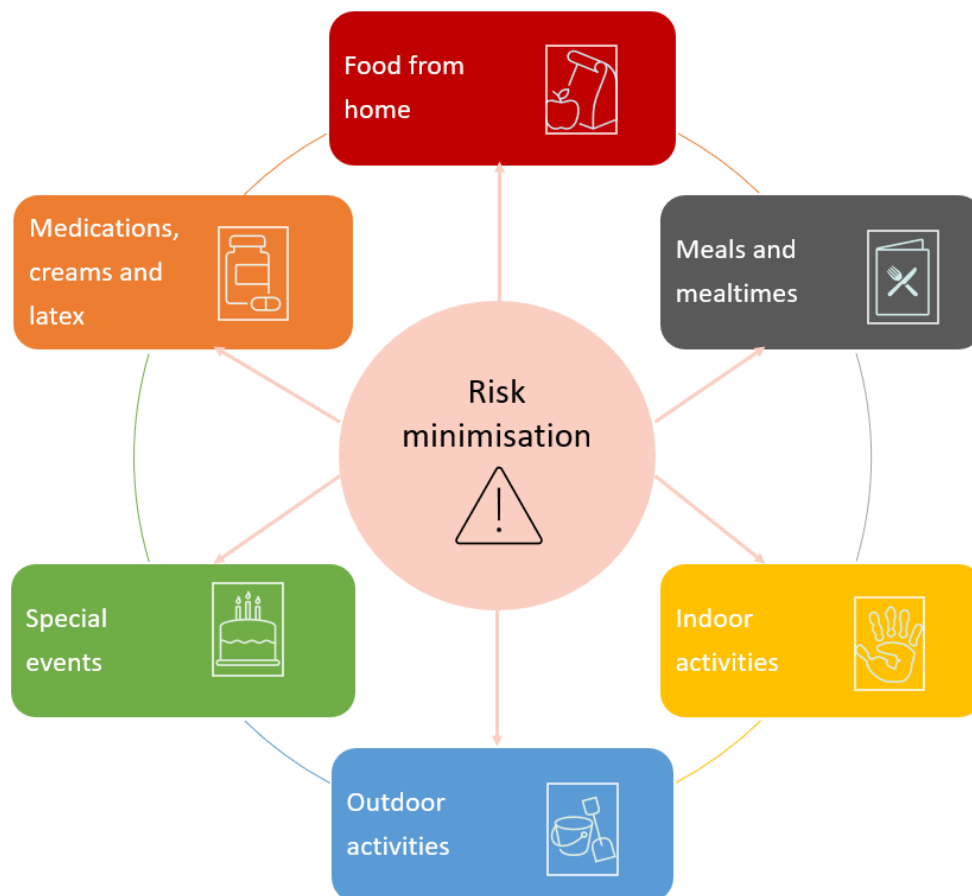 Food from
home
Medications,
creams and
latex
Meals and
mealtimes
Risk
minimisation
Special
events
Indoor
activities
Outdoor
activities